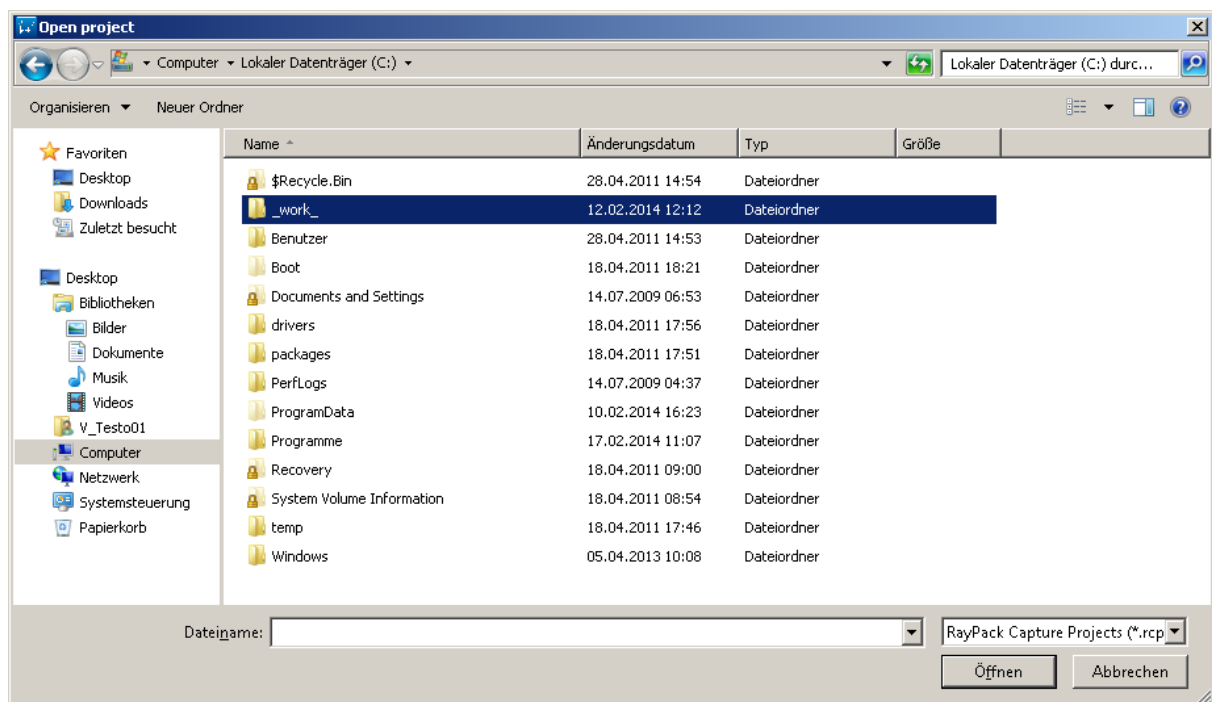 Open project
Computer Lokaler Datenträger (C:)
Lokaler Datenträger (C:) durc...
Organisieren Neuer Ordner
Favoriten
Desktop
Downloads
Zuletzt besucht
Desktop
Bibliotheken
Bilder
Dokumente
Musik
Videos
V_Testo01
Computer
Netzwerk
Systemsteuerung
Papierkorb
Name Änderungsdatum Typ Größe
$Recycle.Bin 28.04.2011 14:54 Dateiordner
_work_ 12.02.2014 12:12 Dateiordner
Benutzer 28.04.2011 14:53 Dateiordner
Boot 18.04.2011 18:21 Dateiordner
Documents and Settings 14.07.2009 06:53 Dateiordner
drivers 18.04.2011 17:56 Dateiordner
packages 18.04.2011 17:51 Dateiordner
PerfLogs 14.07.2009 04:37 Dateiordner
ProgramData 10.02.2014 16:23 Dateiordner
Programme 17.02.2014 11:07 Dateiordner
Recovery 18.04.2011 09:00 Dateiordner
System Volume Information 18.04.2011 08:54 Dateiordner
temp 18.04.2011 17:46 Dateiordner
Windows 05.04.2013 10:08 Dateiordner
Dateiname:
RayPack Capture Projects (*.rcp
Öffnen Abbrechen